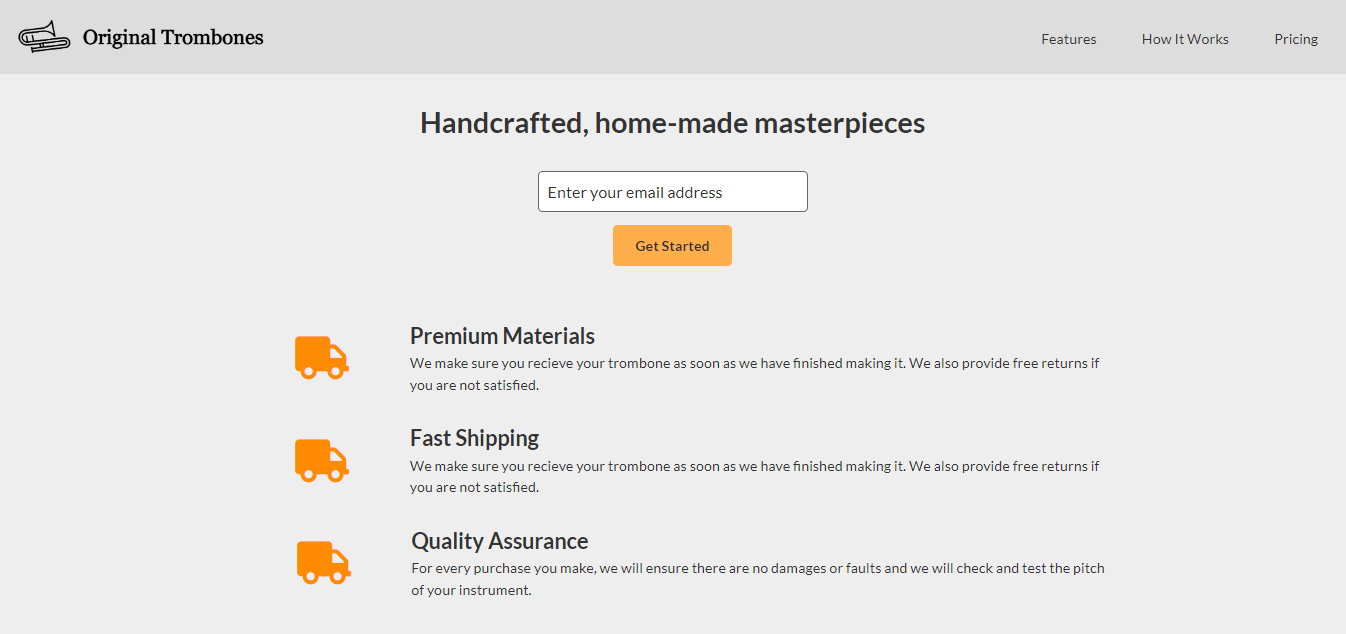 Original Trombones
Features
How It Works
Pricing
Handcrafted, home-made masterpieces
Enter your email address
Get Started
Premium Materials
We make sure you recieve your trombone as soon as we have finished making it. We also provide free returns if
you are not satisfied.
Fast Shipping
We make sure you recieve your trombone as soon as we have finished making it. We also provide free returns if
you are not satisfied.
Quality Assurance
For every purchase you make, we will ensure there are no damages or faults and we will check and test the pitch
of your instrument.